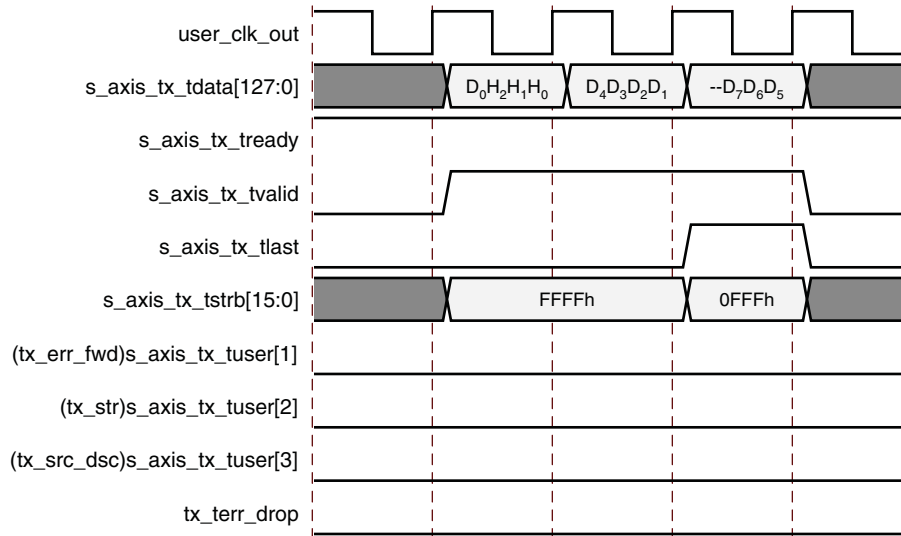 user_clk_out
s_axis_tx_tdata[127:0] D₀H₂H₁H₀ D₄D₃D₂D₁ --D₇D₆D₅
s_axis_tx_tready
s_axis_tx_tvalid
s_axis_tx_tlast
s_axis_tx_tstrb[15:0] FFFFh 0FFFh
(tx_err_fwd)s_axis_tx_tuser[1]
(tx_str)s_axis_tx_tuser[2]
(tx_src_dsc)s_axis_tx_tuser[3]
tx_terr_drop